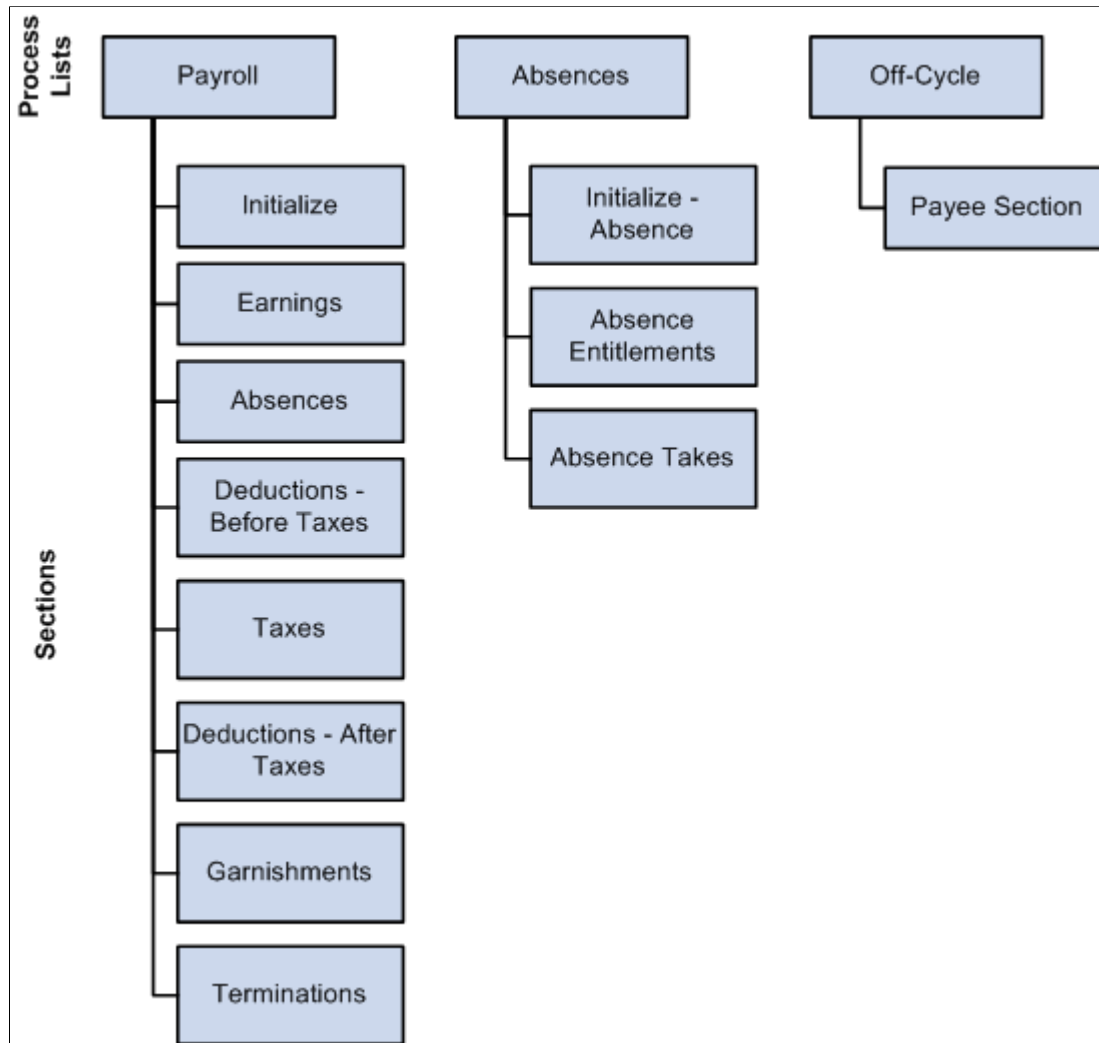 Process
Lists
Payroll
Absences
Off-Cycle
Sections
Initialize
Earnings
Absences
Deductions -
Before Taxes
Taxes
Deductions - After
Taxes
Garnishments
Terminations
Initialize -
Absence
Absence
Entitlements
Absence Takes
Payee Section